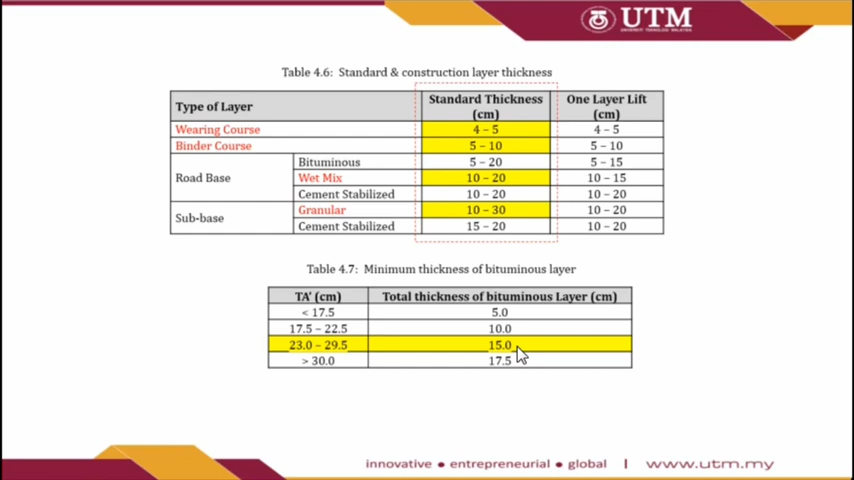 UTM
UNIVERSITI TEKNOLOGI MALAYSIA
Table 4.6: Standard & construction layer thickness
Type of Layer Standard Thickness (cm) One Layer Lift (cm)
Wearing Course 4 – 5 4 – 5
Binder Course 5 – 10 5 – 10
Road Base Bituminous 5 – 20 5 – 15
Wet Mix 10 – 20 10 – 15
Cement Stabilized 10 – 20 10 – 20
Sub-base Granular 10 – 30 10 – 20
Cement Stabilized 15 – 20 10 – 20
Table 4.7: Minimum thickness of bituminous layer
TA' (cm) Total thickness of bituminous Layer (cm)
< 17.5 5.0
17.5 – 22.5 10.0
23.0 – 29.5 15.0
> 30.0 17.5
innovative ● entrepreneurial ● global | www.utm.my